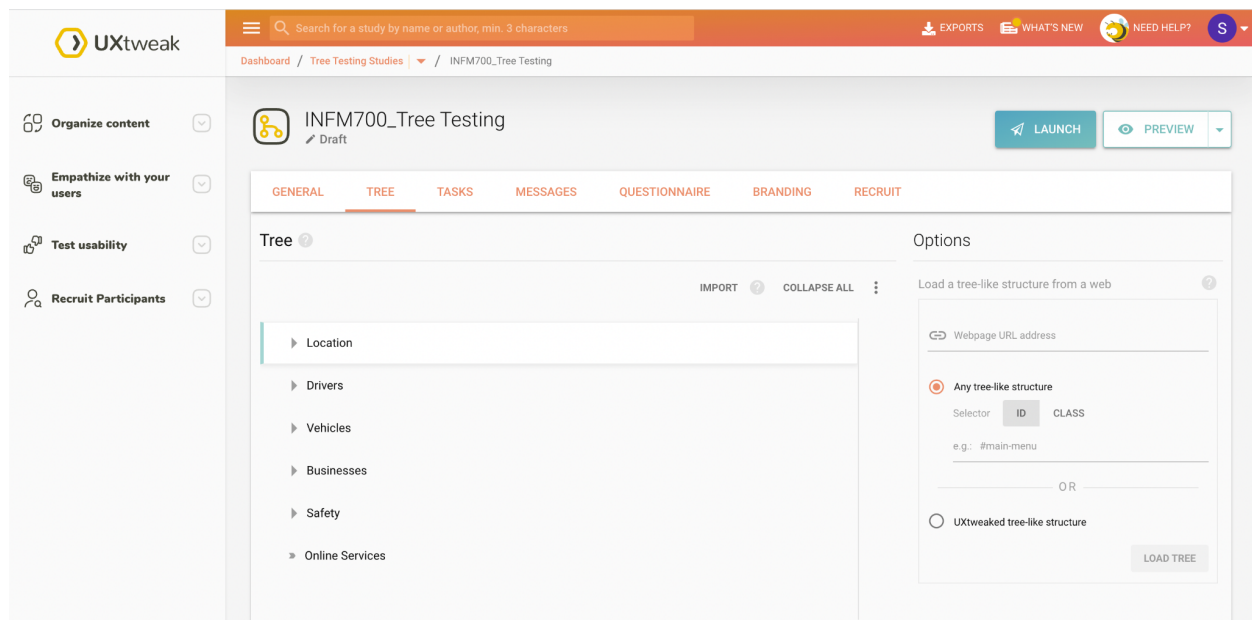 UXtweak
Search for a study by name or author, min. 3 characters
EXPORTS
WHAT'S NEW
NEED HELP?
S
Dashboard / Tree Testing Studies / INFM700_Tree Testing
Organize content
Empathize with your
users
Test usability
Recruit Participants
INFM700_Tree Testing
Draft
LAUNCH
PREVIEW
GENERAL
TREE
TASKS
MESSAGES
QUESTIONNAIRE
BRANDING
RECRUIT
Tree ?
IMPORT ?
COLLAPSE ALL
Location
Drivers
Vehicles
Businesses
Safety
» Online Services
Options
Load a tree-like structure from a web ?
Webpage URL address
Any tree-like structure
Selector ID CLASS
e.g.: #main-menu
OR
UXtweaked tree-like structure
LOAD TREE